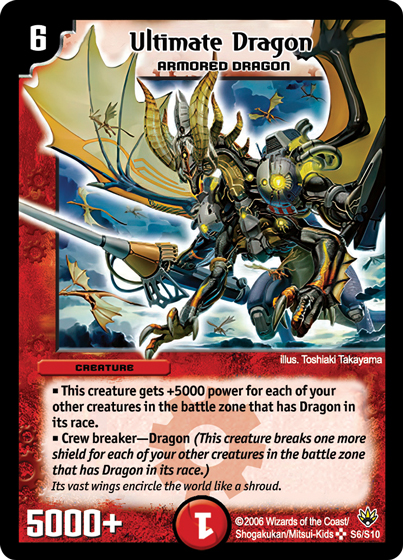 6
Ultimate Dragon
ARMORED DRAGON
illus. Toshiaki Takayama
CREATURE
■ This creature gets +5000 power for each of your
other creatures in the battle zone that has Dragon in
its race.
■ Crew breaker—Dragon (This creature breaks one more
shield for each of your other creatures in the battle zone
that has Dragon in its race.)
Its vast wings encircle the world like a shroud.
5000+
1
©2006 Wizards of the Coast/
Shogakukan/Mitsui-Kids S6/S10